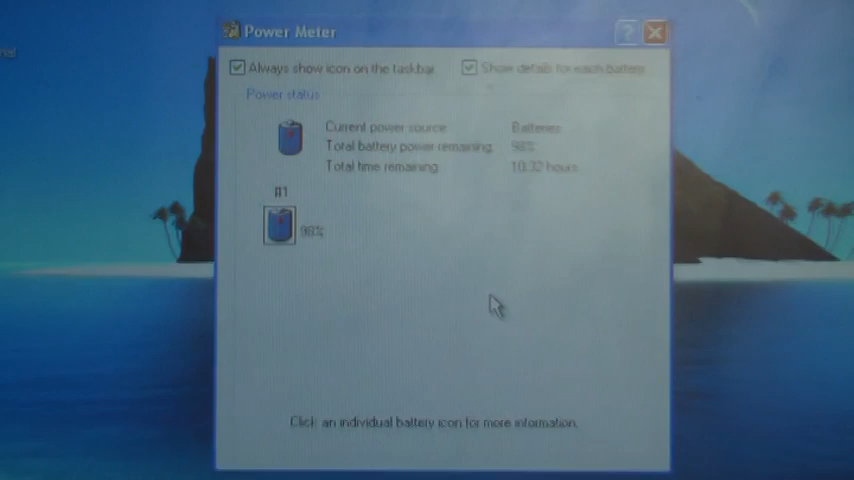 Power Meter
Always show icon on the taskbar
Show details for each battery
Power status
Current power source: Batteries
Total battery power remaining: 98%
Total time remaining: 10:32 hours
#1
98%
Click an individual battery icon for more information.